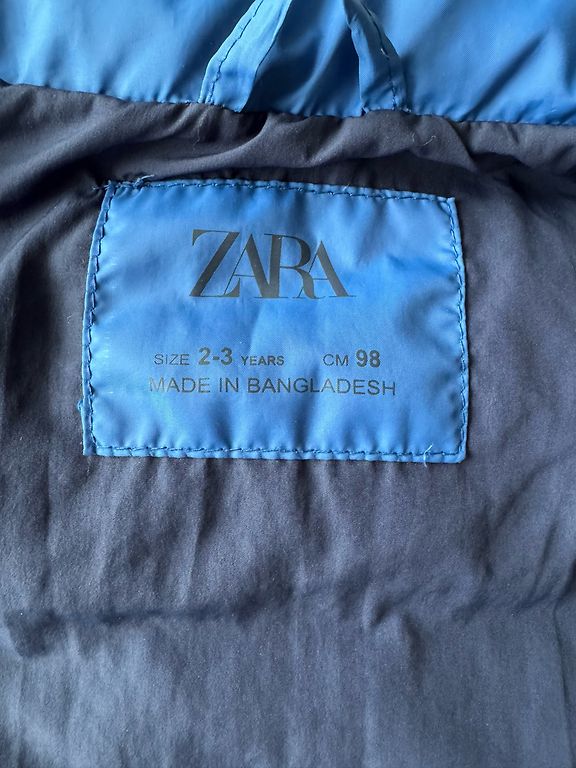 ZARA
SIZE 2-3 YEARS CM 98
MADE IN BANGLADESH